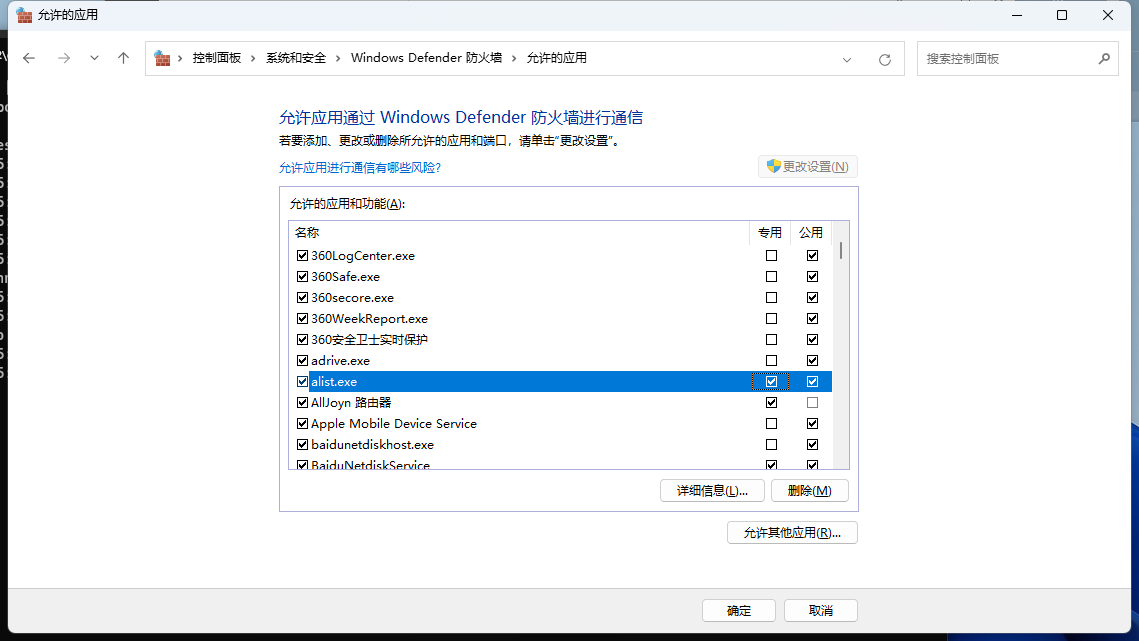 允许的应用
控制面板 > 系统和安全 > Windows Defender 防火墙 > 允许的应用
搜索控制面板
允许应用通过 Windows Defender 防火墙进行通信
若要添加、更改或删除所允许的应用和端口，请单击“更改设置”。
允许应用进行通信有哪些风险?
更改设置(N)
允许的应用和功能(A):
名称 专用 公用
360LogCenter.exe
360Safe.exe
360secore.exe
360WeekReport.exe
360安全卫士实时保护
adrive.exe
alist.exe
AllJoyn 路由器
Apple Mobile Device Service
baidunetdiskhost.exe
BaiduNetdiskService
详细信息(L)... 删除(M)
允许其他应用(R)...
确定 取消